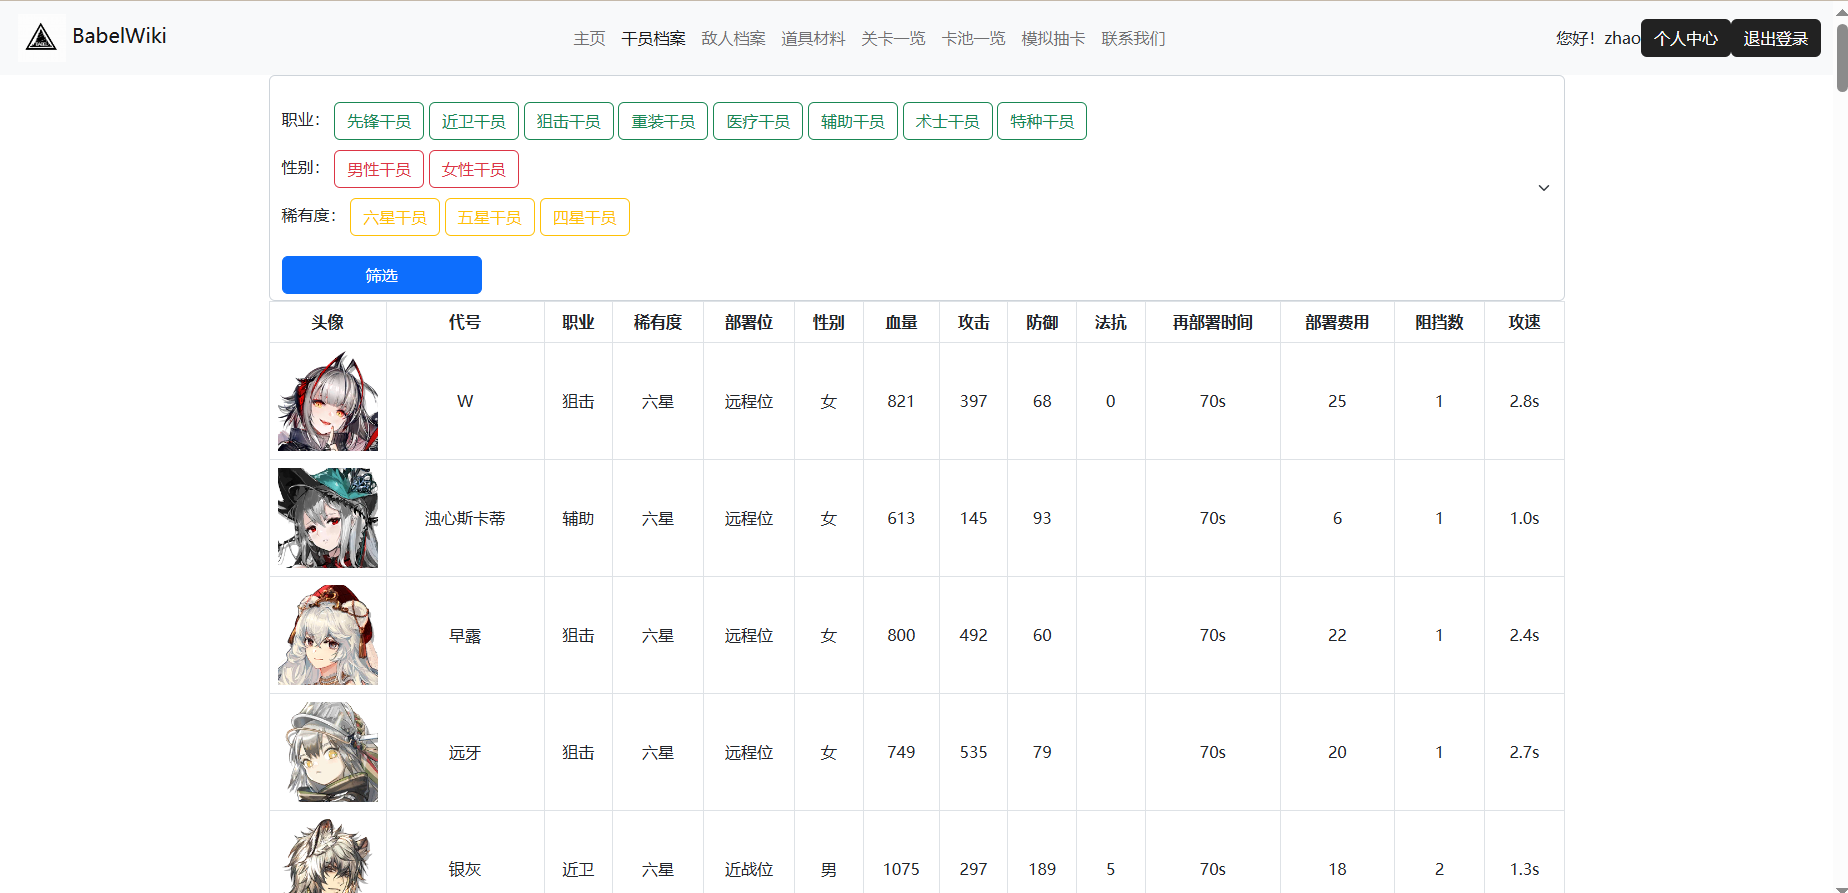 BabelWiki 主页 干员档案 敌人档案 道具材料 关卡一览 卡池一览 模拟抽卡 联系我们 您好！zhao 个人中心 退出登录
职业： 先锋干员 近卫干员 狙击干员 重装干员 医疗干员 辅助干员 术士干员 特种干员
性别： 男性干员 女性干员
稀有度： 六星干员 五星干员 四星干员
筛选
头像 代号 职业 稀有度 部署位 性别 血量 攻击 防御 法抗 再部署时间 部署费用 阻挡数 攻速
W 狙击 六星 远程位 女 821 397 68 0 70s 25 1 2.8s
浊心斯卡蒂 辅助 六星 远程位 女 613 145 93 70s 6 1 1.0s
早露 狙击 六星 远程位 女 800 492 60 70s 22 1 2.4s
远牙 狙击 六星 远程位 女 749 535 79 70s 20 1 2.7s
银灰 近卫 六星 近战位 男 1075 297 189 5 70s 18 2 1.3s